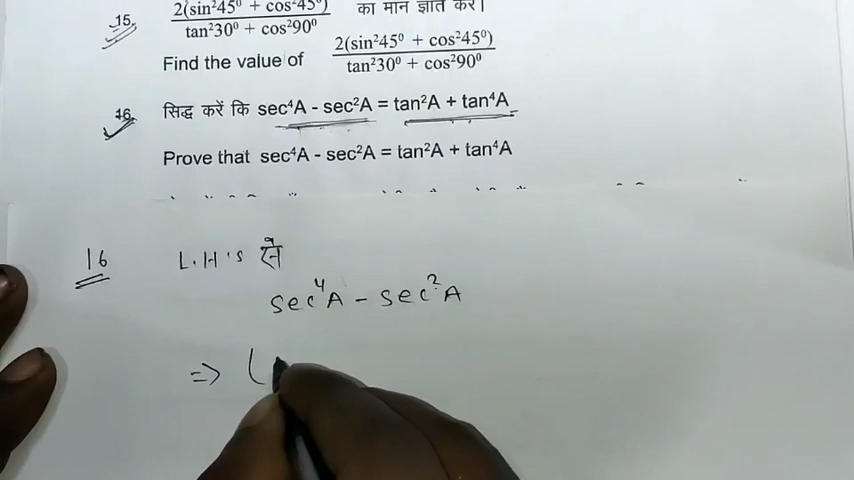 15. 2(sin²45⁰ + cos²45⁰) / tan²30⁰ + cos²90⁰ का मान ज्ञात करें।
Find the value of 2(sin²45⁰ + cos²45⁰) / tan²30⁰ + cos²90⁰
16. सिद्ध करें कि sec⁴A - sec²A = tan²A + tan⁴A
Prove that sec⁴A - sec²A = tan²A + tan⁴A
16 L.H's से
sec⁴A - sec²A
=> (